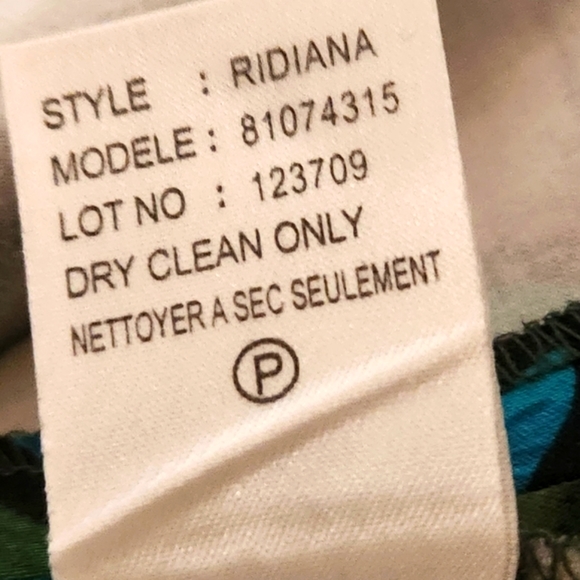 STYLE : RIDIANA
MODELE : 81074315
LOT NO : 123709
DRY CLEAN ONLY
NETTOYER A SEC SEULEMENT
P